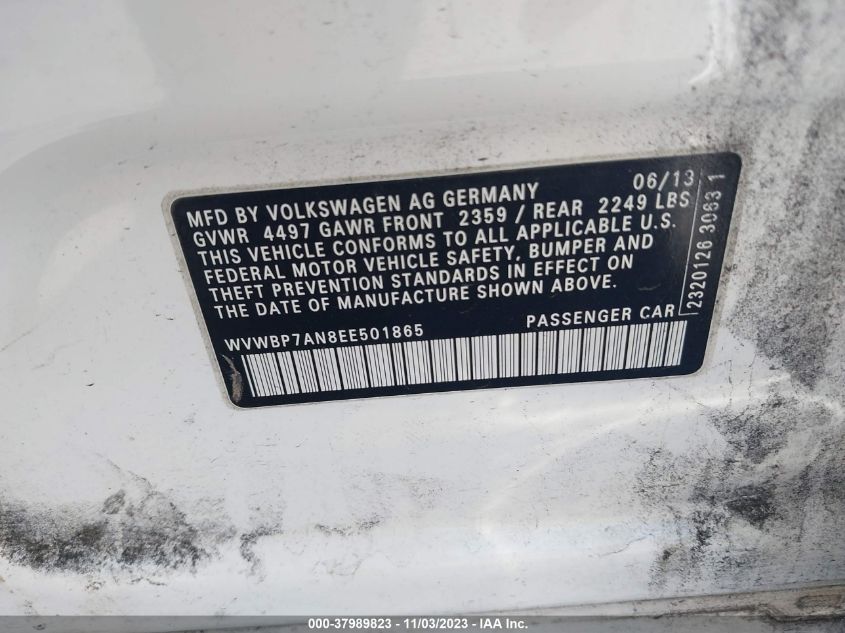 MFD BY VOLKSWAGEN AG GERMANY 06/13
GVWR 4497 GAWR FRONT 2359 / REAR 2249 LBS
THIS VEHICLE CONFORMS TO ALL APPLICABLE U.S.
FEDERAL MOTOR VEHICLE SAFETY, BUMPER AND
THEFT PREVENTION STANDARDS IN EFFECT ON
THE DATE OF MANUFACTURE SHOWN ABOVE.
WVWBP7AN8EE501865 PASSENGER CAR
2320126 3063 1
000-37989823 - 11/03/2023 - IAA Inc.